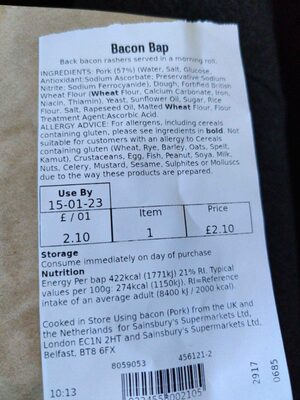 Bacon Bap
Back bacon rashers served in a morning roll.
INGREDIENTS: Pork (57%) (Water, Salt, Glucose,
Antioxidant:Sodium Ascorbate; Preservative:Sodium
Nitrite; Sodium Ferrocyanide), Dough, Fortified British
Wheat Flour (Wheat Flour, Calcium Carbonate, Iron,
Niacin, Thiamin), Yeast, Sunflower Oil, Sugar, Rice
Flour, Salt, Rapeseed Oil, Malted Wheat Flour, Flour
Treatment Agent:Ascorbic Acid.
ALLERGY ADVICE: For allergens, including cereals
containing gluten, please see ingredients in bold. Not
suitable for customers with an allergy to Cereals
containing gluten (Wheat, Rye, Barley, Oats, Spelt,
Kamut), Crustaceans, Egg, Fish, Peanut, Soya, Milk,
Nuts, Celery, Mustard, Sesame, Sulphites or Molluscs
due to the way these products are prepared.
Use By
15-01-23
£ / 01 Item Price
2.10 1 £2.10
Storage
Consume immediately on day of purchase
Nutrition
Energy Per bap 422kcal (1771kJ) 21% RI. Typical
values per 100g: 274kcal (1150kJ). RI=Reference
intake of an average adult (8400 kJ / 2000 kcal).
Cooked in Store Using bacon (Pork) from the UK and
the Netherlands for Sainsbury's Supermarkets Ltd,
London EC1N 2HT and Sainsbury's Supermarkets Ltd.
Belfast, BT8 6FX
8059053 456121-2
10:13
2917
0685